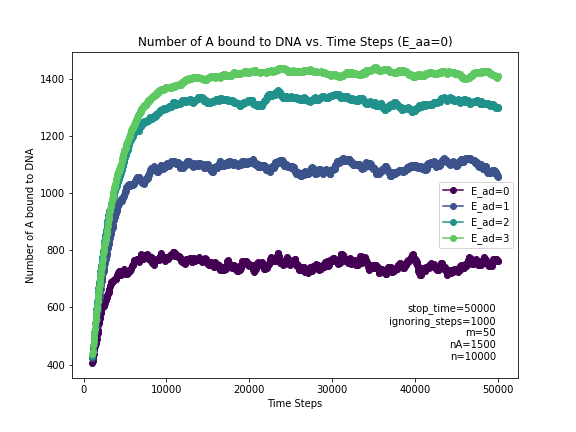 Number of A bound to DNA vs. Time Steps (E_aa=0)
Number of A bound to DNA
1400
1200
1000
800
600
400
E_ad=0
E_ad=1
E_ad=2
E_ad=3
stop_time=50000
ignoring_steps=1000
m=50
nA=1500
n=10000
0 10000 20000 30000 40000 50000
Time Steps